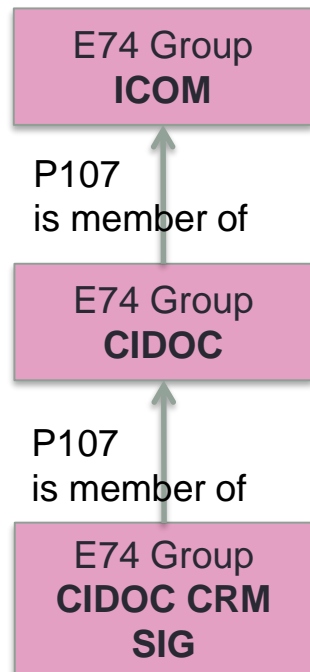 E74 Group
ICOM
P107
is member of
E74 Group
CIDOC
P107
is member of
E74 Group
CIDOC CRM
SIG